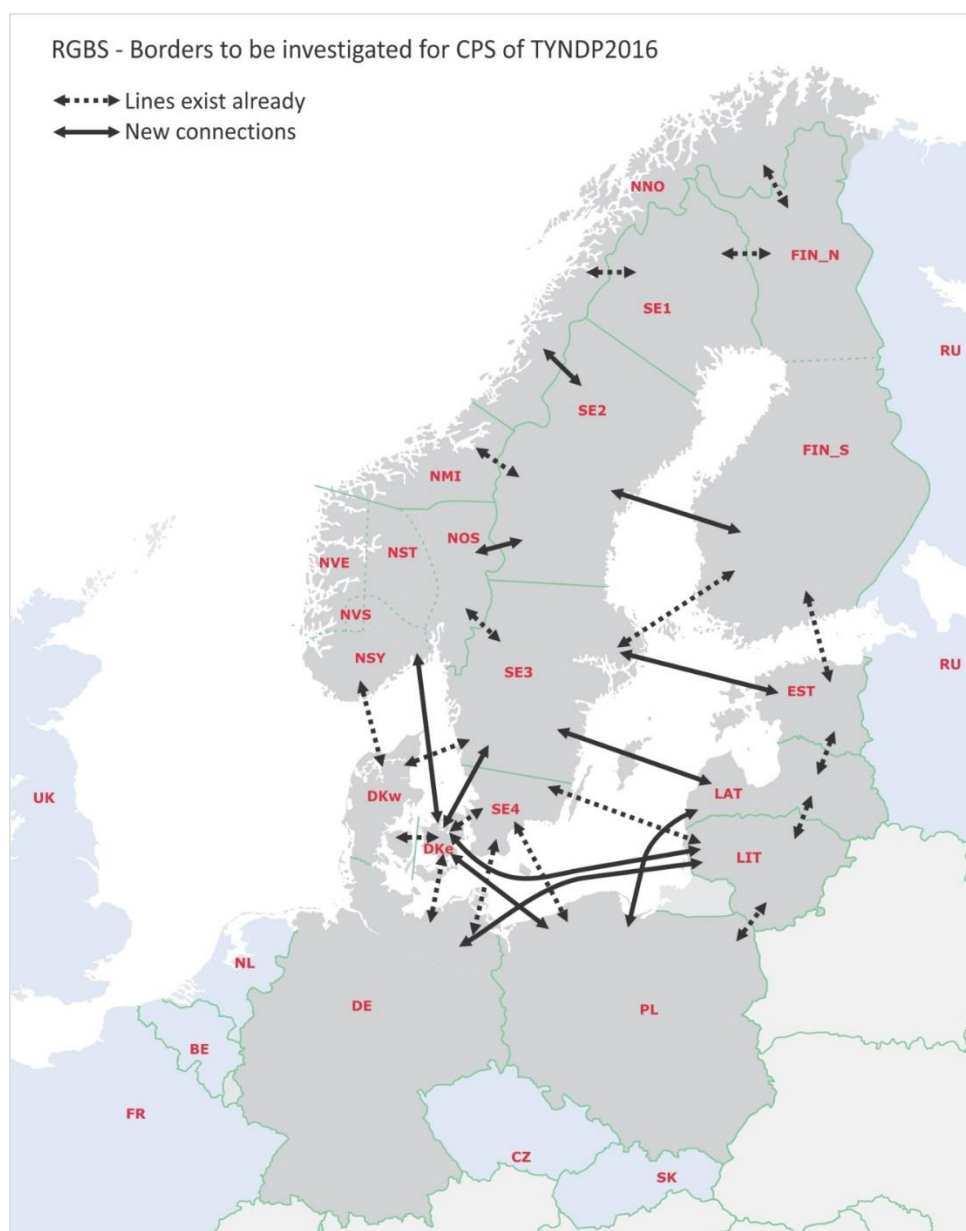 RGBS - Borders to be investigated for CPS of TYNDP2016
Lines exist already
New connections
NNO
FIN_N
SE1
RU
SE2
FIN_S
NMI
NOS
NST
NVE
NVS
NSY
SE3
RU
EST
UK
DKw
LAT
SE4
DKe
LIT
NL
DE
PL
BE
FR
CZ
SK